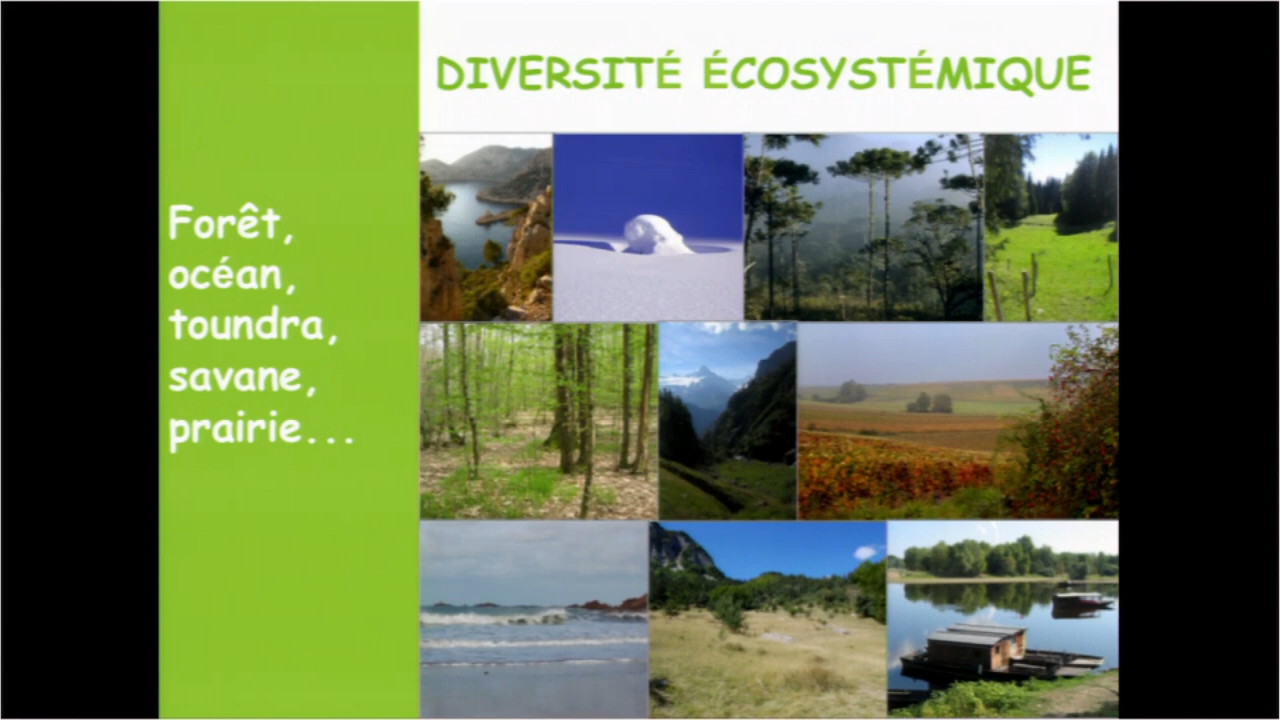 DIVERSITÉ ÉCOSYSTÉMIQUE
Forêt,
océan,
toundra,
savane,
prairie...